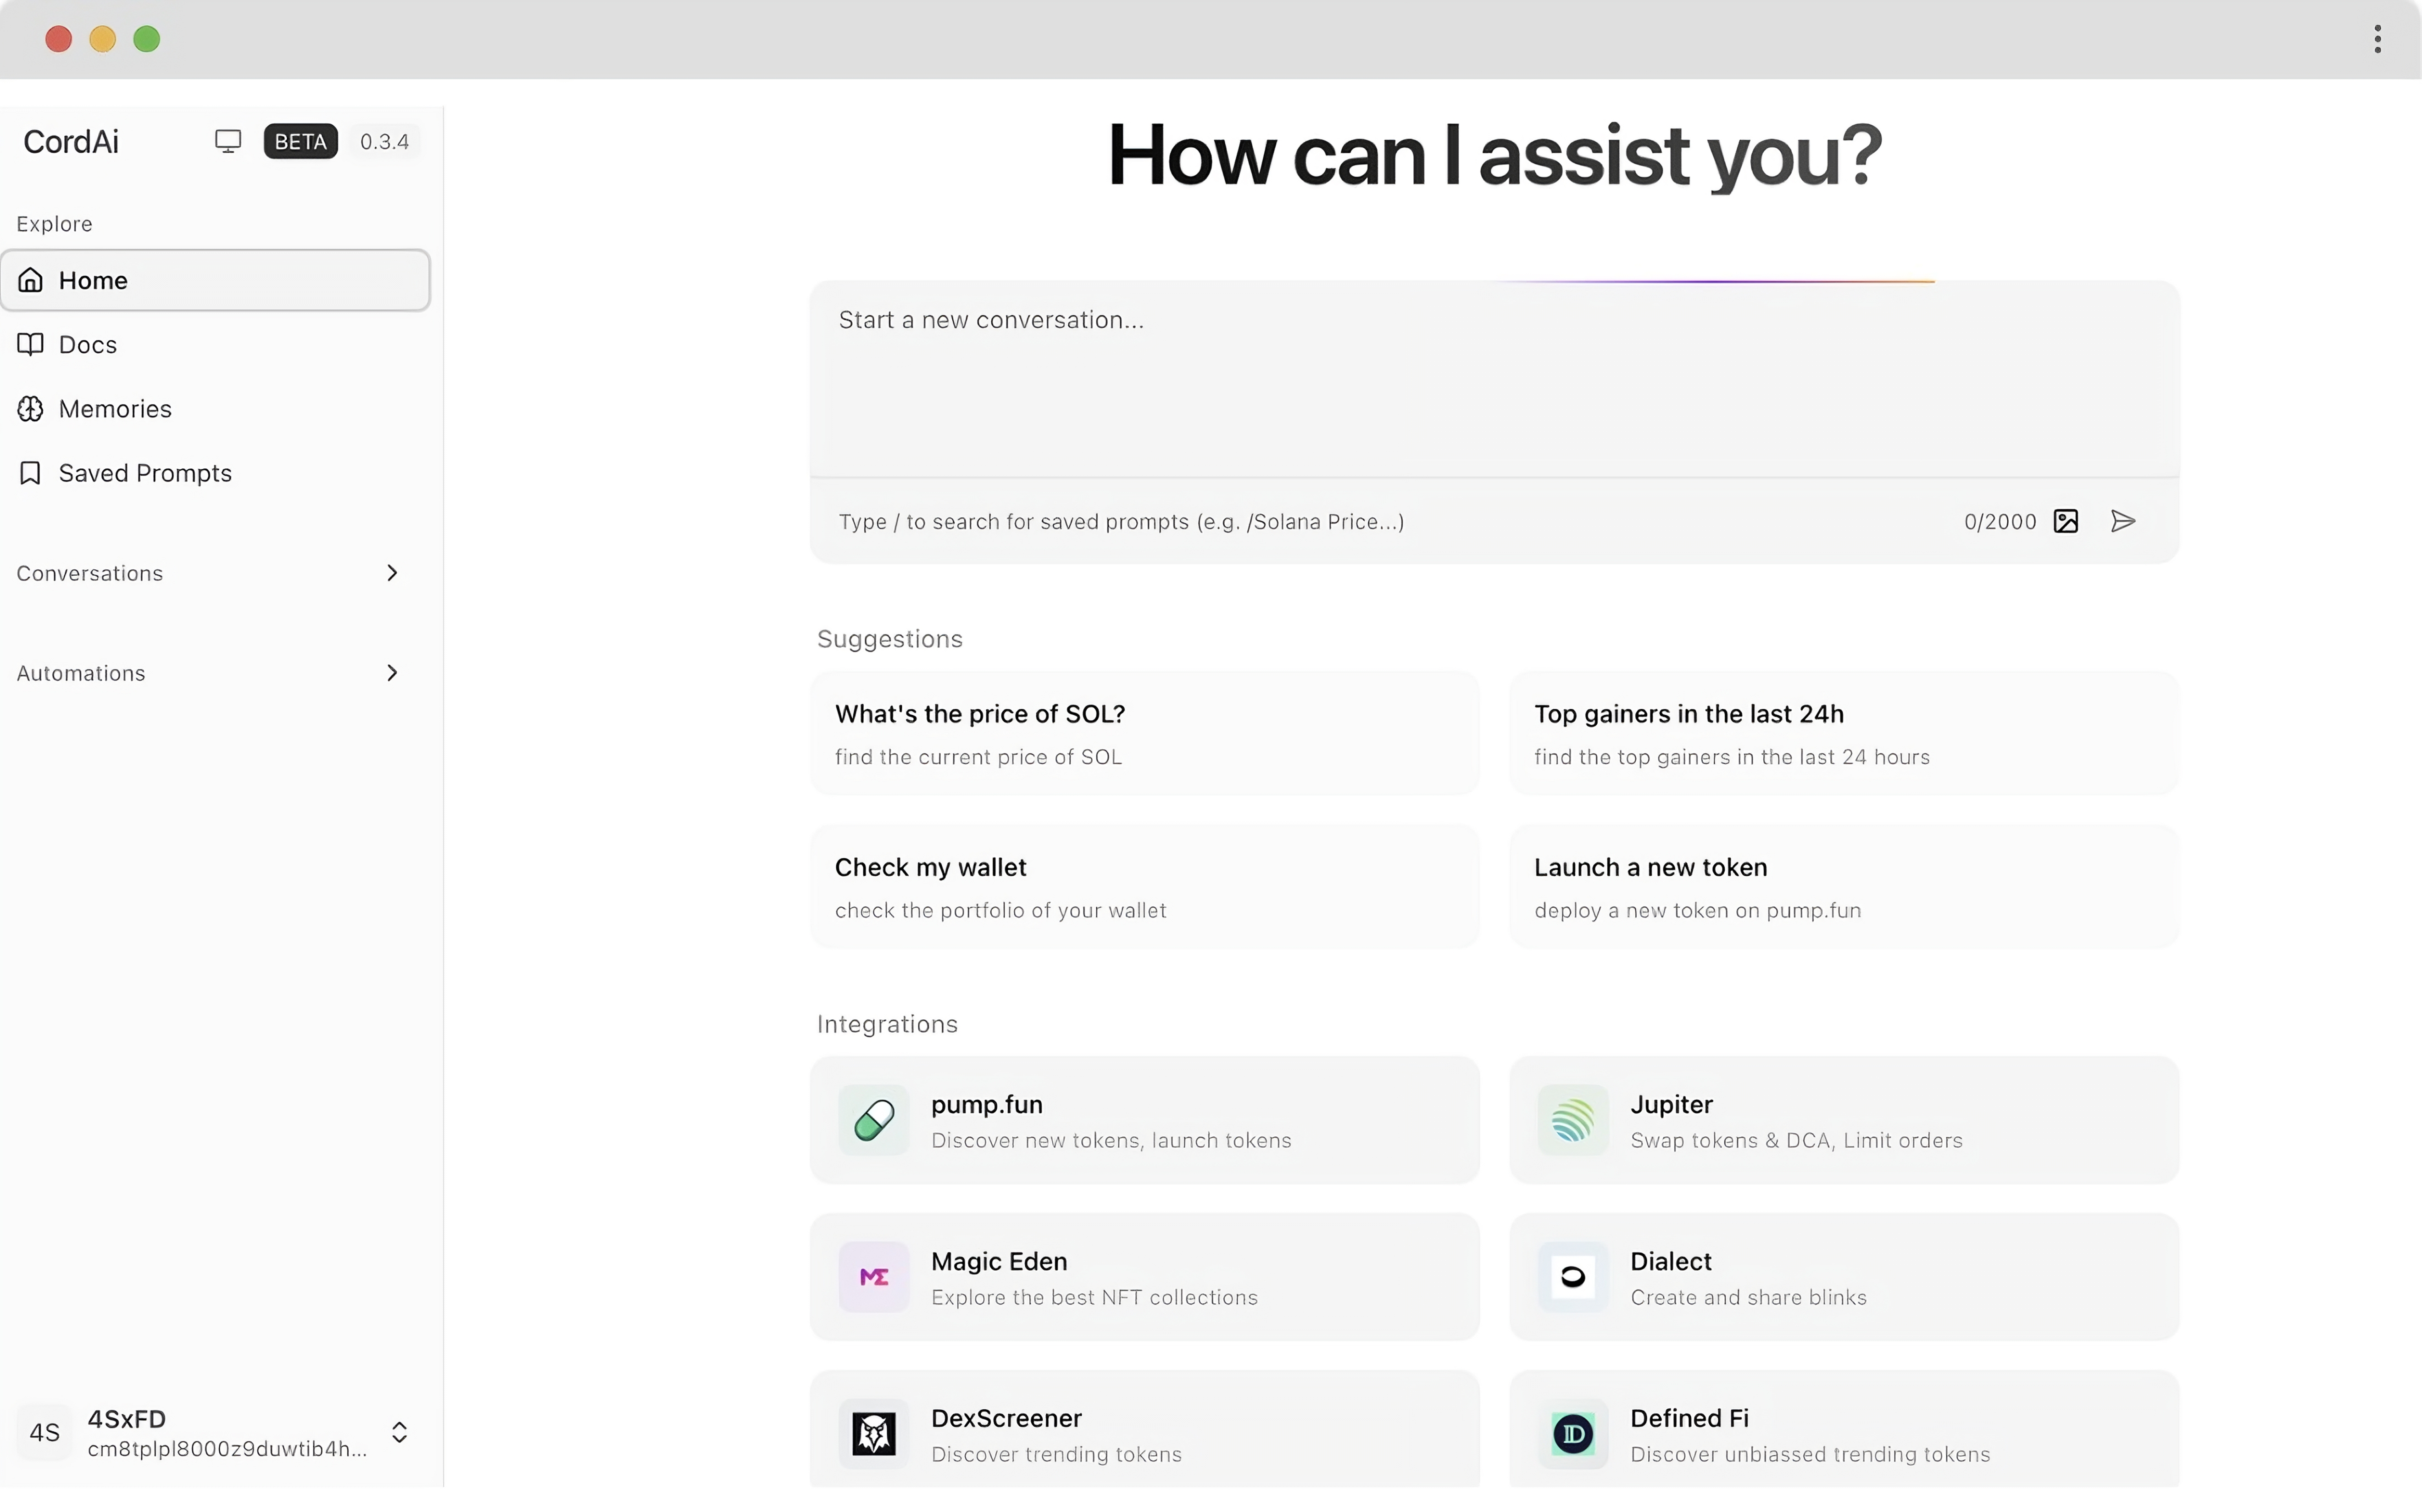 CordAi
BETA
0.3.4
Explore
Home
Docs
Memories
Saved Prompts
Conversations
Automations
4S
4SxFD
cm8tplpl8000z9duwtib4h...
How can I assist you?
Start a new conversation...
Type / to search for saved prompts (e.g. /Solana Price...)
0/2000
Suggestions
What's the price of SOL?
find the current price of SOL
Top gainers in the last 24h
find the top gainers in the last 24 hours
Check my wallet
check the portfolio of your wallet
Launch a new token
deploy a new token on pump.fun
Integrations
pump.fun
Discover new tokens, launch tokens
Jupiter
Swap tokens & DCA, Limit orders
ME
Magic Eden
Explore the best NFT collections
Dialect
Create and share blinks
DexScreener
Discover trending tokens
D
Defined Fi
Discover unbiassed trending tokens